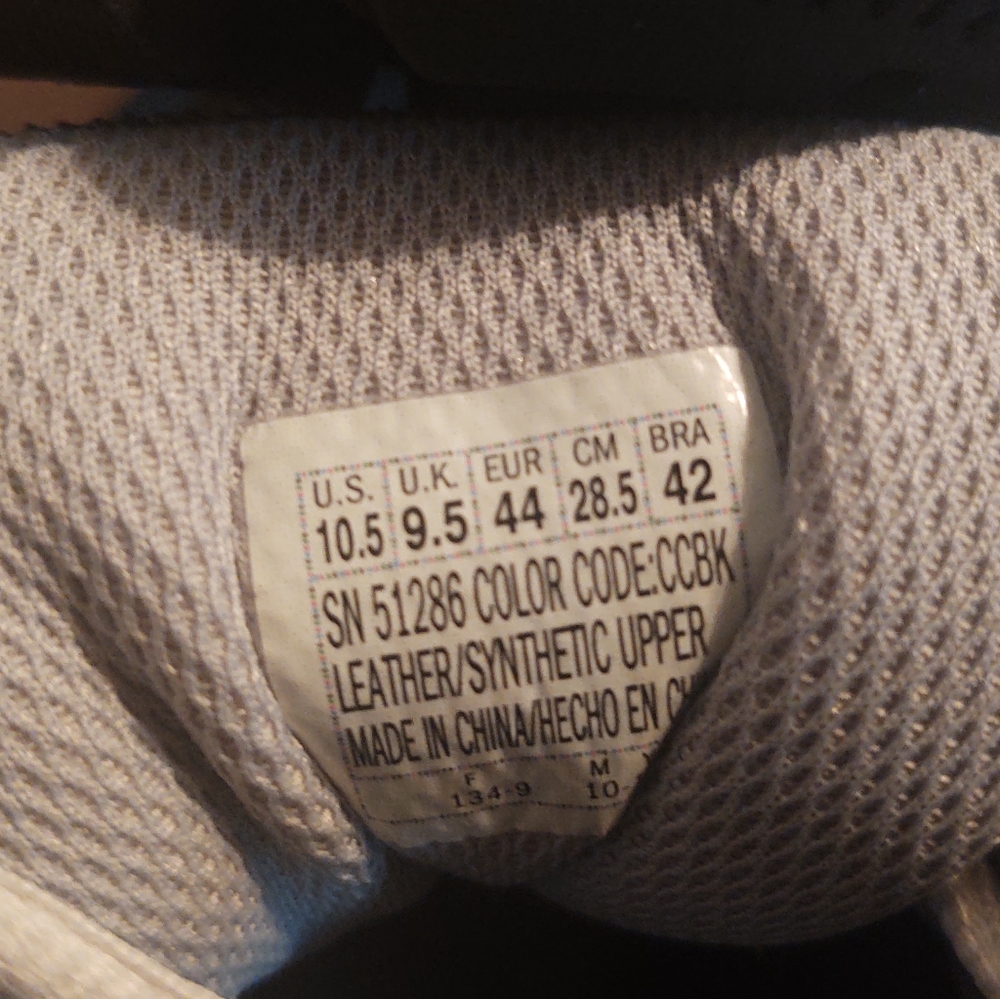 U.S. U.K. EUR CM BRA
10.5 9.5 44 28.5 42
SN 51286 COLOR CODE:CCBK
LEATHER/SYNTHETIC UPPER
MADE IN CHINA/HECHO EN
F M
134-9 10-